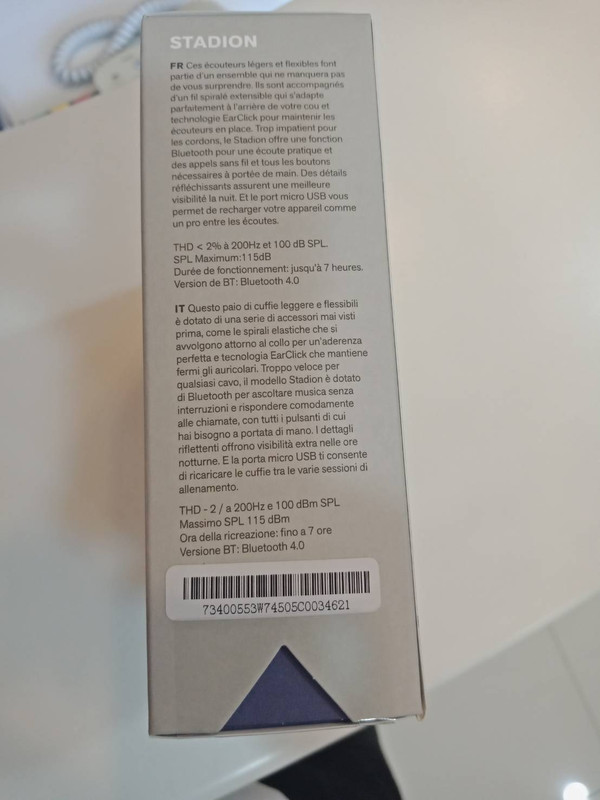 STADION
FR Ces écouteurs légers et flexibles font
partie d'un ensemble qui ne manquera pas
de vous surprendre. Ils sont accompagnés
d'un fil spiralé extensible qui s'adapte
parfaitement à l'arrière de votre cou et
technologie EarClick pour maintenir les
écouteurs en place. Trop impatient pour
les cordons, le Stadion offre une fonction
Bluetooth pour une écoute pratique et
des appels sans fil et tous les boutons
nécessaires à portée de main. Des détails
réfléchissants assurent une meilleure
visibilité la nuit. Et le port micro USB vous
permet de recharger votre appareil comme
un pro entre les écoutes.
THD < 2% à 200Hz et 100 dB SPL.
SPL Maximum:115dB
Durée de fonctionnement: jusqu'à 7 heures.
Version de BT: Bluetooth 4.0
IT Questo paio di cuffie leggere e flessibili
è dotato di una serie di accessori mai visti
prima, come le spirali elastiche che si
avvolgono attorno al collo per un'aderenza
perfetta e tecnologia EarClick che mantiene
fermi gli auricolari. Troppo veloce per
qualsiasi cavo, il modello Stadion è dotato
di Bluetooth per ascoltare musica senza
interruzioni e rispondere comodamente
alle chiamate, con tutti i pulsanti di cui
hai bisogno a portata di mano. I dettagli
riflettenti offrono visibilità extra nelle ore
notturne. E la porta micro USB ti consente
di ricaricare le cuffie tra le varie sessioni di
allenamento.
THD - 2 / a 200Hz e 100 dBm SPL
Massimo SPL 115 dBm
Ora della ricreazione: fino a 7 ore
Versione BT: Bluetooth 4.0
73400553W74505C0034621